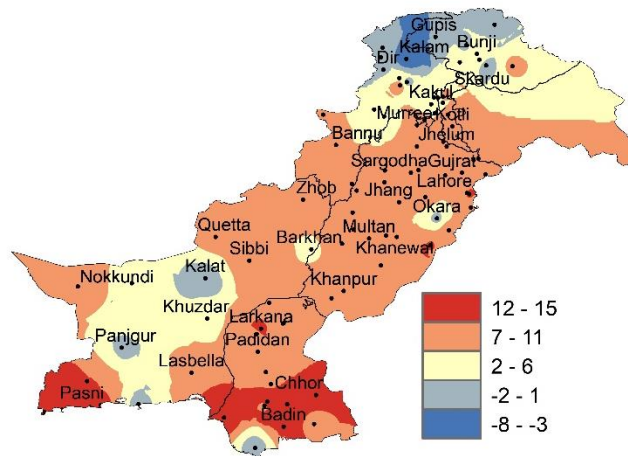 Gupis
Kalam
Bunji
Dir
Skardu
Kakul
Murree
Kotli
Bannu
Jhelum
Sargodha
Gujrat
Zhob
Jhang
Lahore
Okara
Quetta
Multan
Sibbi
Barkhan
Khanewal
Nokkundi
Kalat
Khanpur
Khuzdar
Larkana
Panjgur
Padidan
Lasbella
Pasni
Chhor
Badin
12 - 15
7 - 11
2 - 6
-2 - 1
-8 - -3